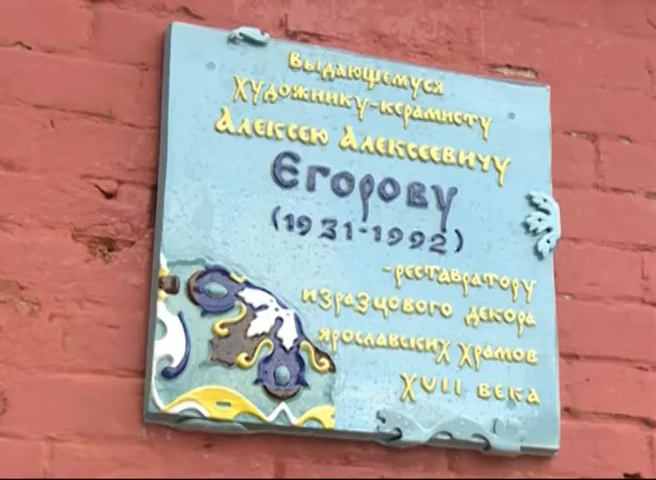 Выдающемуся
художнику-керамисту
Алексею Алексеевичу
Егорову
(1931-1992)
-реставратору
изразцового декора
ярославских храмов
XVII века